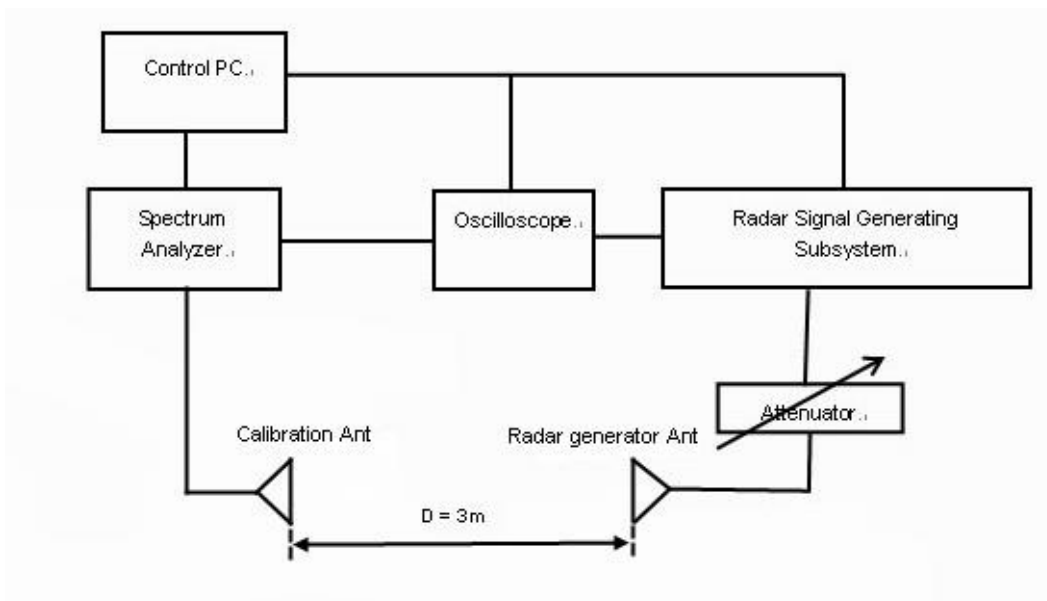 Control PC.
Spectrum
Analyzer.
Oscilloscope.
Radar Signal Generating
Subsystem.
Attenuator.
Calibration Ant
Radar generator Ant
D = 3m